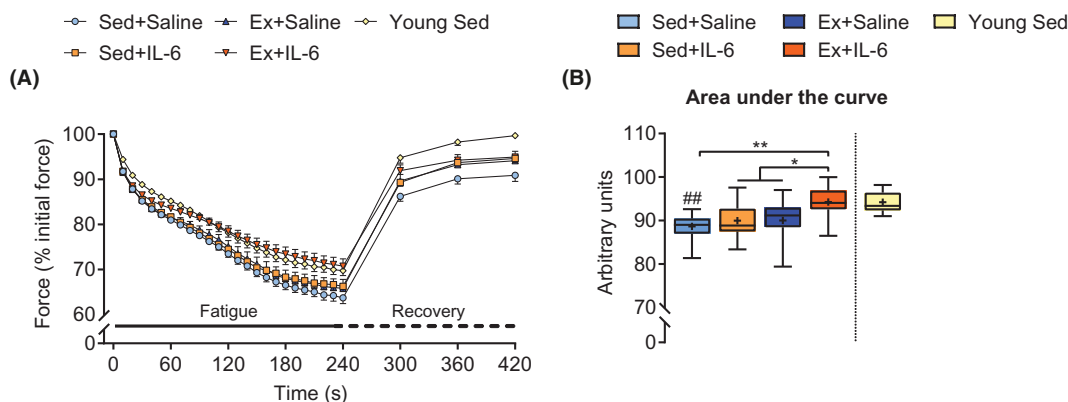 Sed+Saline Ex+Saline Young Sed
Sed+IL-6 Ex+IL-6
(A)
Force (% initial force)
100
90
80
70
60
0
Fatigue Recovery
0 60 120 180 240 300 360 420
Time (s)
Sed+Saline Ex+Saline Young Sed
Sed+IL-6 Ex+IL-6
(B)
Area under the curve
Arbitrary units
110
100
90
80
70
0
**
*
##